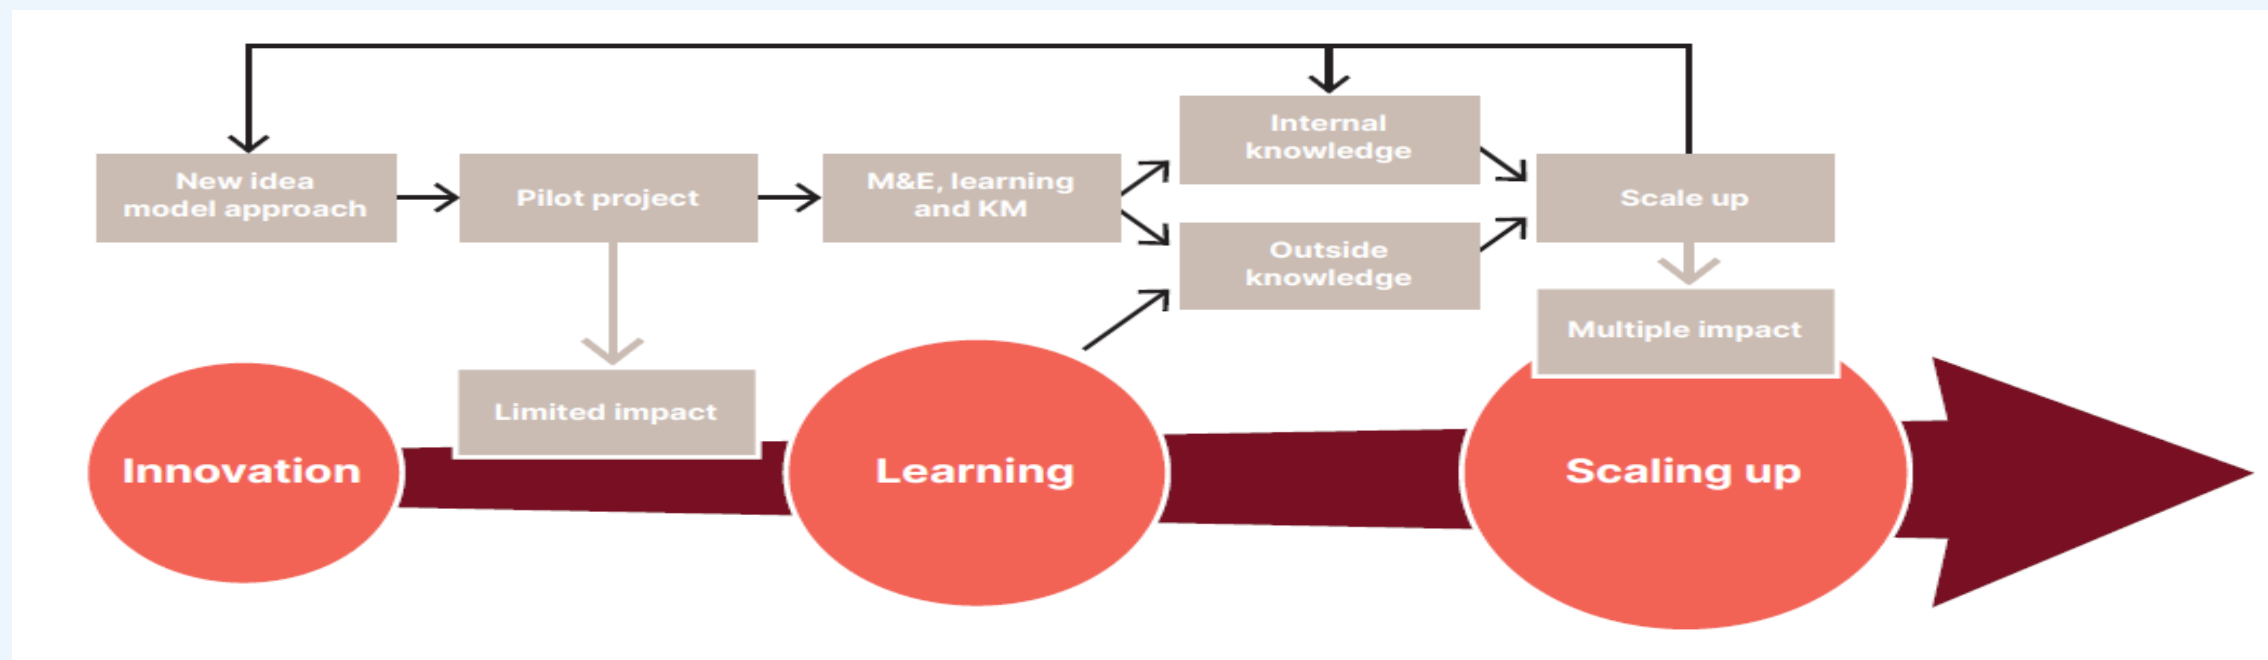 Internal
knowledge
New idea
model approach
Pilot project
M&E, learning
and KM
Scale up
Outside
knowledge
Multiple impact
Limited impact
Innovation
Learning
Scaling up